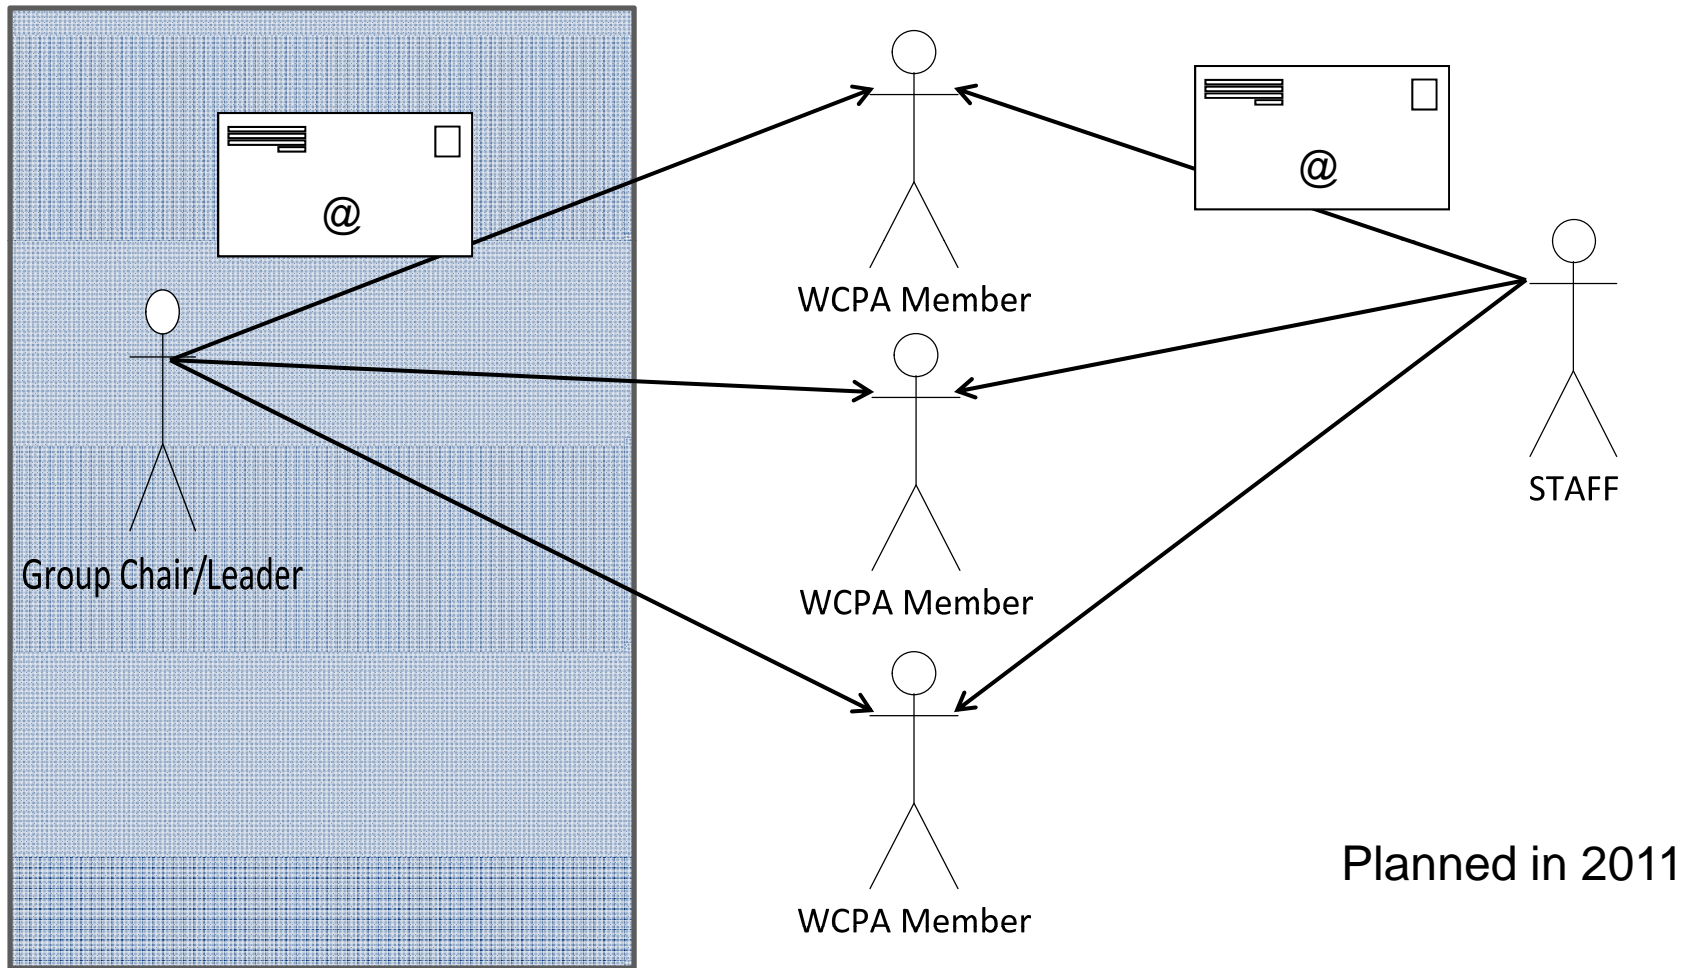 @
@
WCPA Member
STAFF
Group Chair/Leader
WCPA Member
Planned in 2011
WCPA Member